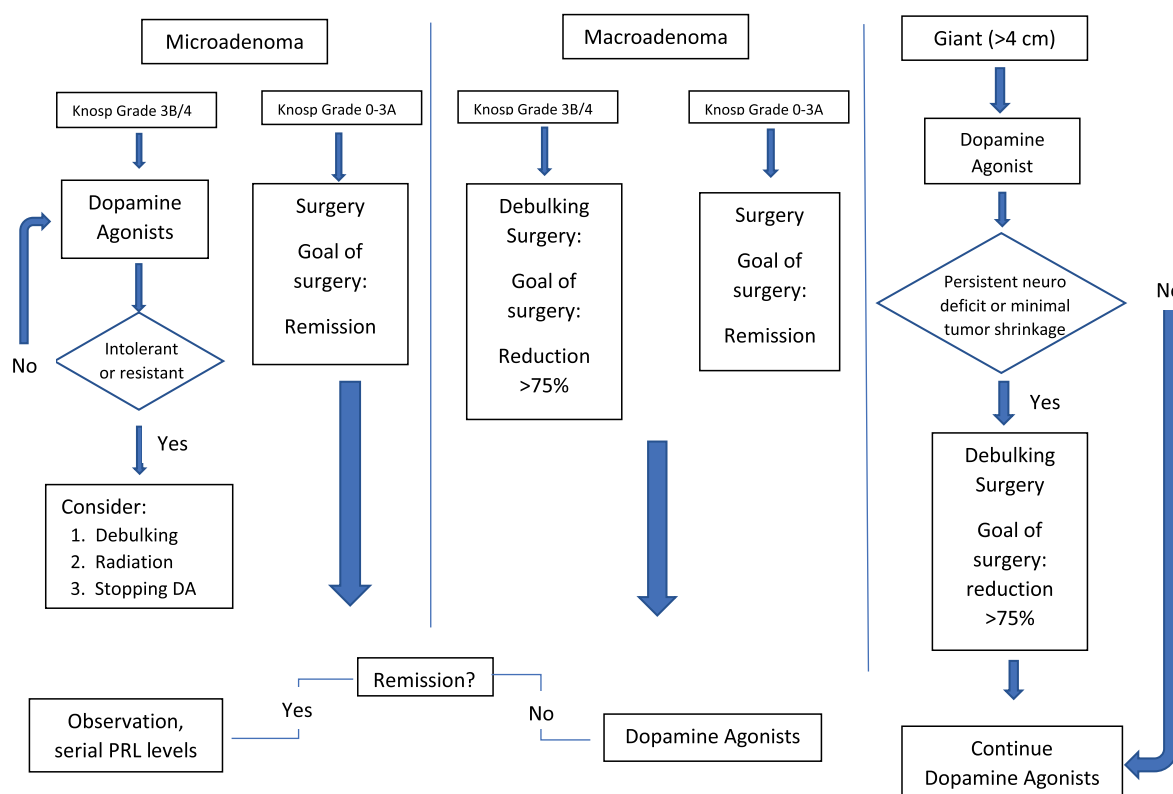 Microadenoma
Knosp Grade 3B/4
Knosp Grade 0-3A
Dopamine
Agonists
No
Intolerant
or resistant
Yes
Consider:
1. Debulking
2. Radiation
3. Stopping DA
Surgery
Goal of
surgery:
Remission
Macroadenoma
Knosp Grade 3B/4
Knosp Grade 0-3A
Debulking
Surgery:
Goal of
surgery:
Reduction
>75%
Surgery
Goal of
surgery:
Remission
Remission?
Yes
Observation,
serial PRL levels
No
Dopamine Agonists
Giant (>4 cm)
Dopamine
Agonist
Persistent neuro
deficit or minimal
tumor shrinkage
No
Yes
Debulking
Surgery
Goal of
surgery:
reduction
>75%
Continue
Dopamine Agonists